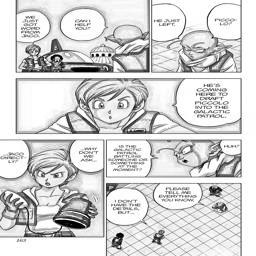 WE
JUST
GOT
WORD
FROM
JACO.
CAN I
HELP
YOU?
HE JUST
LEFT.
PICCO-
LO?
HE'S
COMING
HERE TO
DRAFT
PICCOLO
INTO THE
GALACTIC
PATROL.
JACO
DIRECT-
LY?
WHY
DON'T
WE
ASK...
IS THE
GALACTIC
PATROL
BATTLING
SOMEONE OR
SOMETHING
AT THE
MOMENT?
HUH?
I DON'T
HAVE THE
DETAILS,
BUT...
PLEASE
TELL ME
EVERYTHING
YOU KNOW.